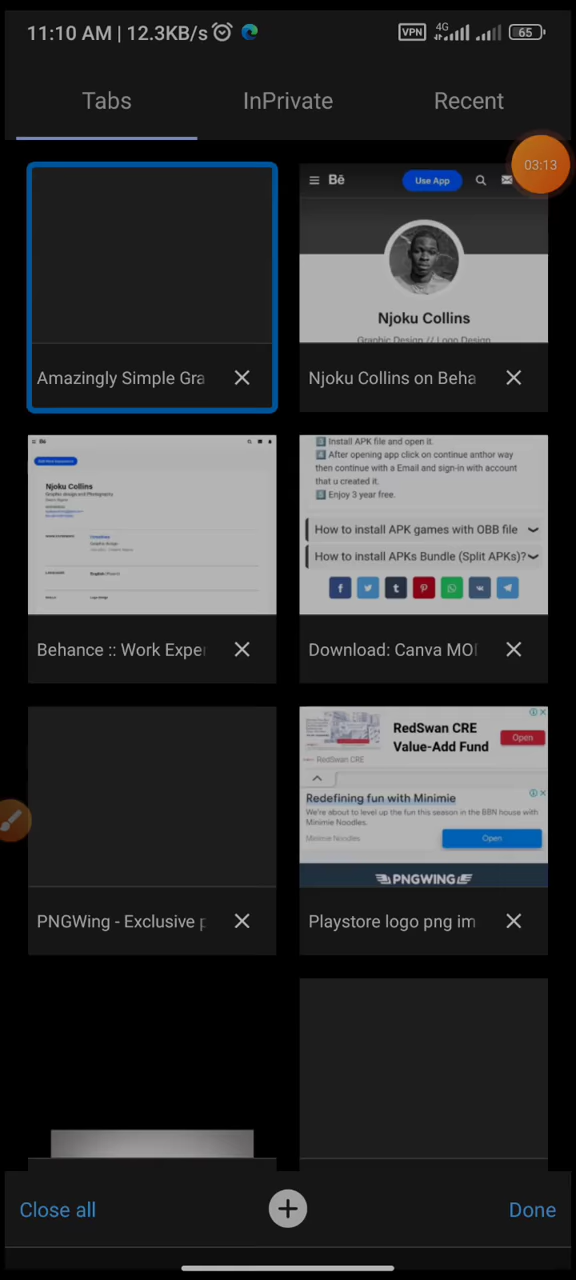 11:10 AM | 12.3KB/s
VPN 4G 65
Tabs InPrivate Recent
03:13
Bē Use App
Njoku Collins
Graphic Design // Logo Design
Amazingly Simple Gra
Njoku Collins on Beha
Njoku Collins
Graphic design and Photography
English
3 Install APK file and open it.
4 After opening app click on continue anthor way
then continue with a Email and sign-in with account
that u created it.
5 Enjoy 3 year free.
How to install APK games with OBB file
How to install APKs Bundle (Split APKs)?
Behance :: Work Exper
Download: Canva MO
RedSwan CRE
Value-Add Fund
Open
RedSwan CRE
Redefining fun with Minimie
We're about to level up the fun this season in the BBN house with
Minimie Noodles.
Minimie Noodles
Open
PNGWING
PNGWing - Exclusive p
Playstore logo png im
Close all
Done